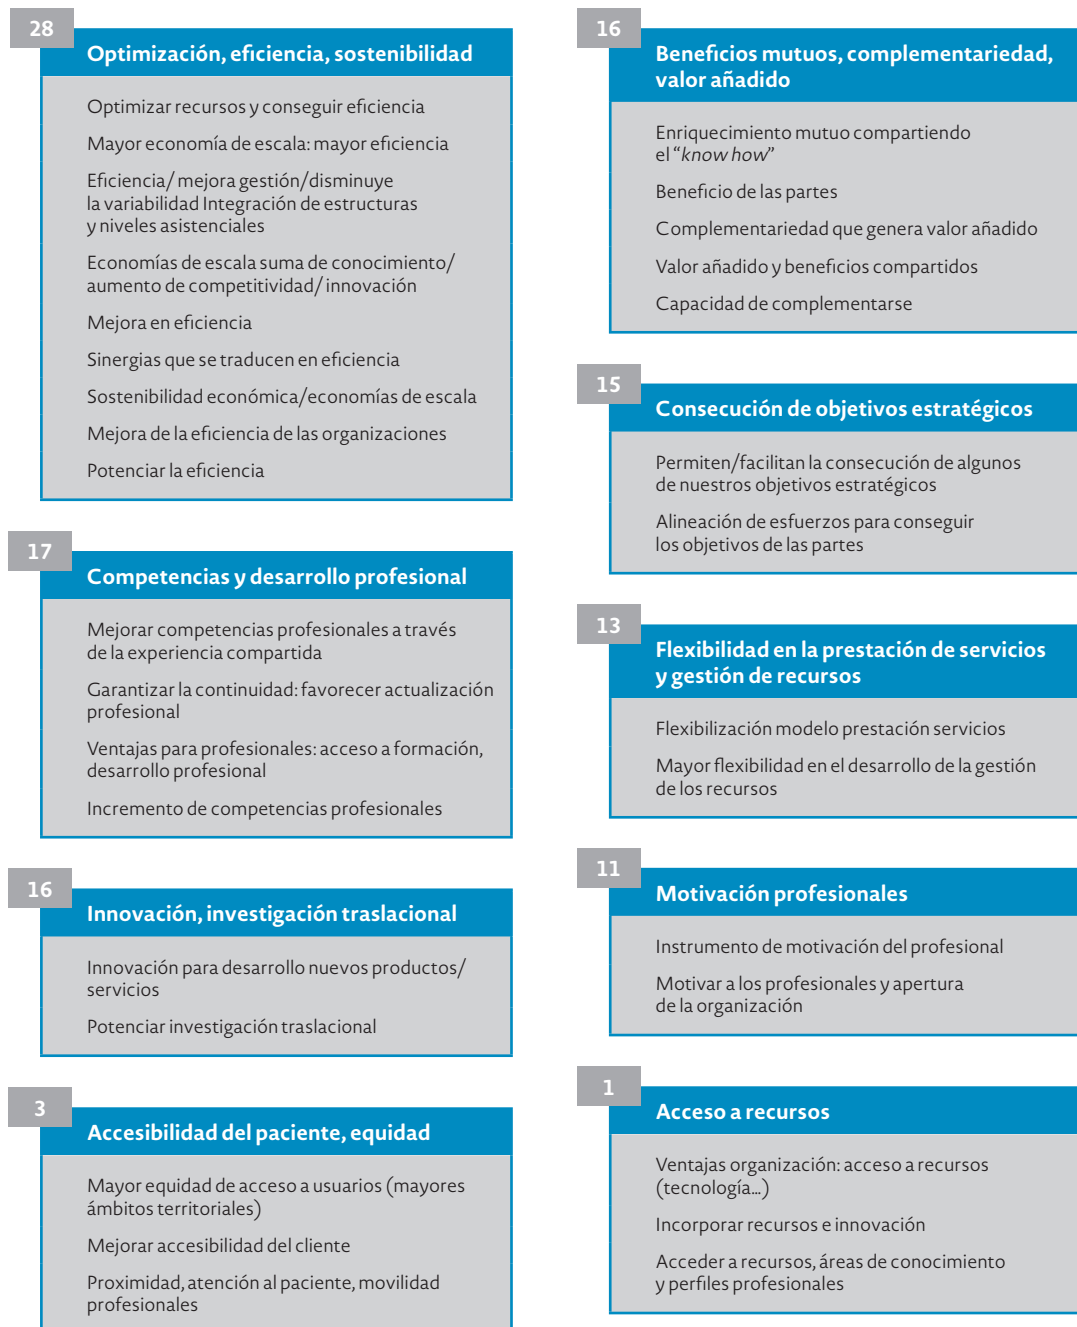 28
Optimización, eficiencia, sostenibilidad
Optimizar recursos y conseguir eficiencia
Mayor economía de escala: mayor eficiencia
Eficiencia/ mejora gestión/disminuye
la variabilidad Integración de estructuras
y niveles asistenciales
Economías de escala suma de conocimiento/
aumento de competitividad/ innovación
Mejora en eficiencia
Sinergias que se traducen en eficiencia
Sostenibilidad económica/economías de escala
Mejora de la eficiencia de las organizaciones
Potenciar la eficiencia
17
Competencias y desarrollo profesional
Mejorar competencias profesionales a través
de la experiencia compartida
Garantizar la continuidad: favorecer actualización
profesional
Ventajas para profesionales: acceso a formación,
desarrollo profesional
Incremento de competencias profesionales
16
Innovación, investigación traslacional
Innovación para desarrollo nuevos productos/
servicios
Potenciar investigación traslacional
3
Accesibilidad del paciente, equidad
Mayor equidad de acceso a usuarios (mayores
ámbitos territoriales)
Mejorar accesibilidad del cliente
Proximidad, atención al paciente, movilidad
profesionales
16
Beneficios mutuos, complementariedad,
valor añadido
Enriquecimiento mutuo compartiendo
el “know how”
Beneficio de las partes
Complementariedad que genera valor añadido
Valor añadido y beneficios compartidos
Capacidad de complementarse
15
Consecución de objetivos estratégicos
Permiten/facilitan la consecución de algunos
de nuestros objetivos estratégicos
Alineación de esfuerzos para conseguir
los objetivos de las partes
13
Flexibilidad en la prestación de servicios
y gestión de recursos
Flexibilización modelo prestación servicios
Mayor flexibilidad en el desarrollo de la gestión
de los recursos
11
Motivación profesionales
Instrumento de motivación del profesional
Motivar a los profesionales y apertura
de la organización
1
Acceso a recursos
Ventajas organización: acceso a recursos
(tecnología…)
Incorporar recursos e innovación
Acceder a recursos, áreas de conocimiento
y perfiles profesionales